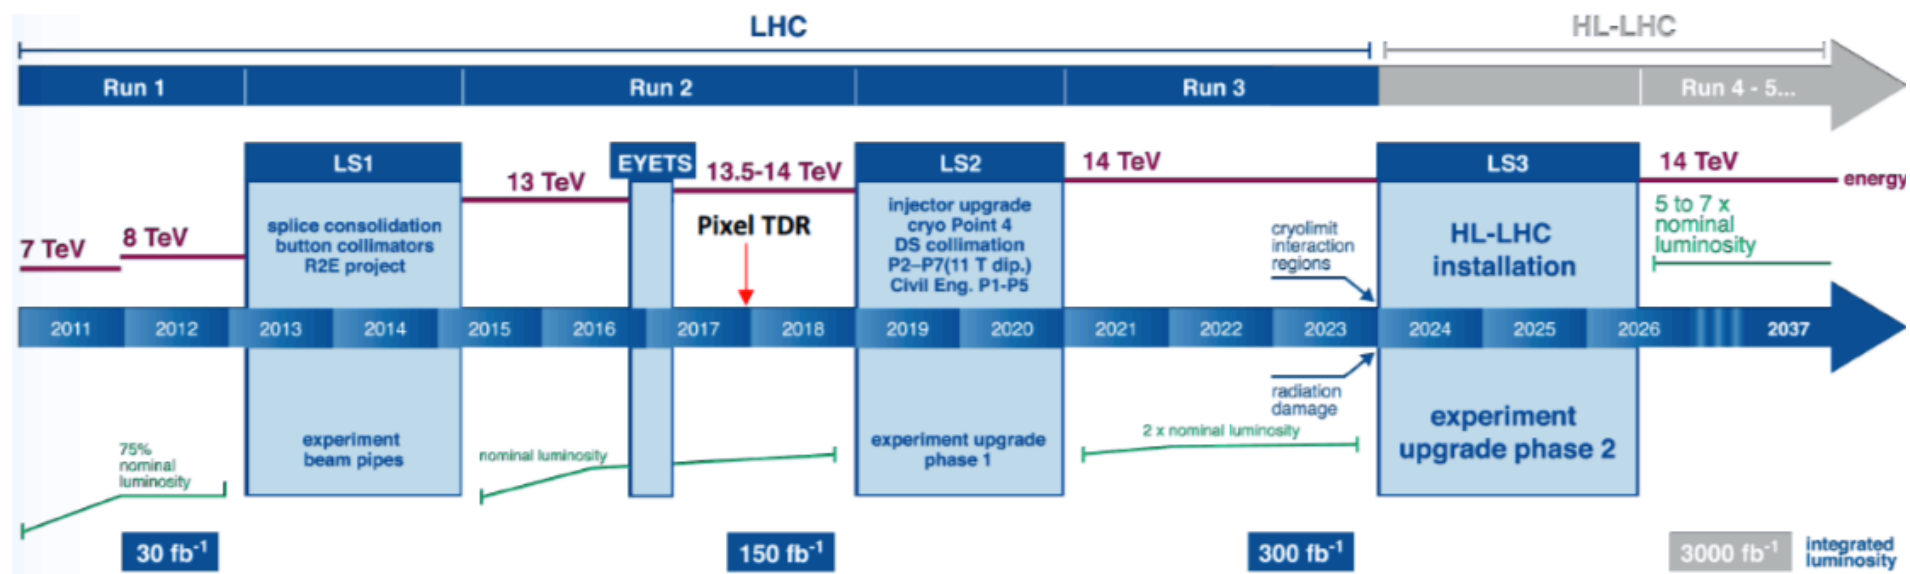 LHC
HL-LHC
Run 1
Run 2
Run 3
Run 4 - 5...
LS1
splice consolidation
button collimators
R2E project
EYETS
13.5-14 TeV
LS2
injector upgrade
cryo Point 4
DS collimation
P2–P7(11 T dip.)
Civil Eng. P1-P5
14 TeV
LS3
HL-LHC
installation
14 TeV
energy
13 TeV
7 TeV
8 TeV
Pixel TDR
cryolimit
interaction
regions
5 to 7 x
nominal
luminosity
2011
2012
2013
2014
2015
2016
2017
2018
2019
2020
2021
2022
2023
2024
2025
2026
2037
75%
nominal
luminosity
experiment
beam pipes
nominal luminosity
experiment upgrade
phase 1
radiation
damage
2 x nominal luminosity
experiment
upgrade phase 2
30 fb-1
150 fb-1
300 fb-1
3000 fb-1
integrated
luminosity